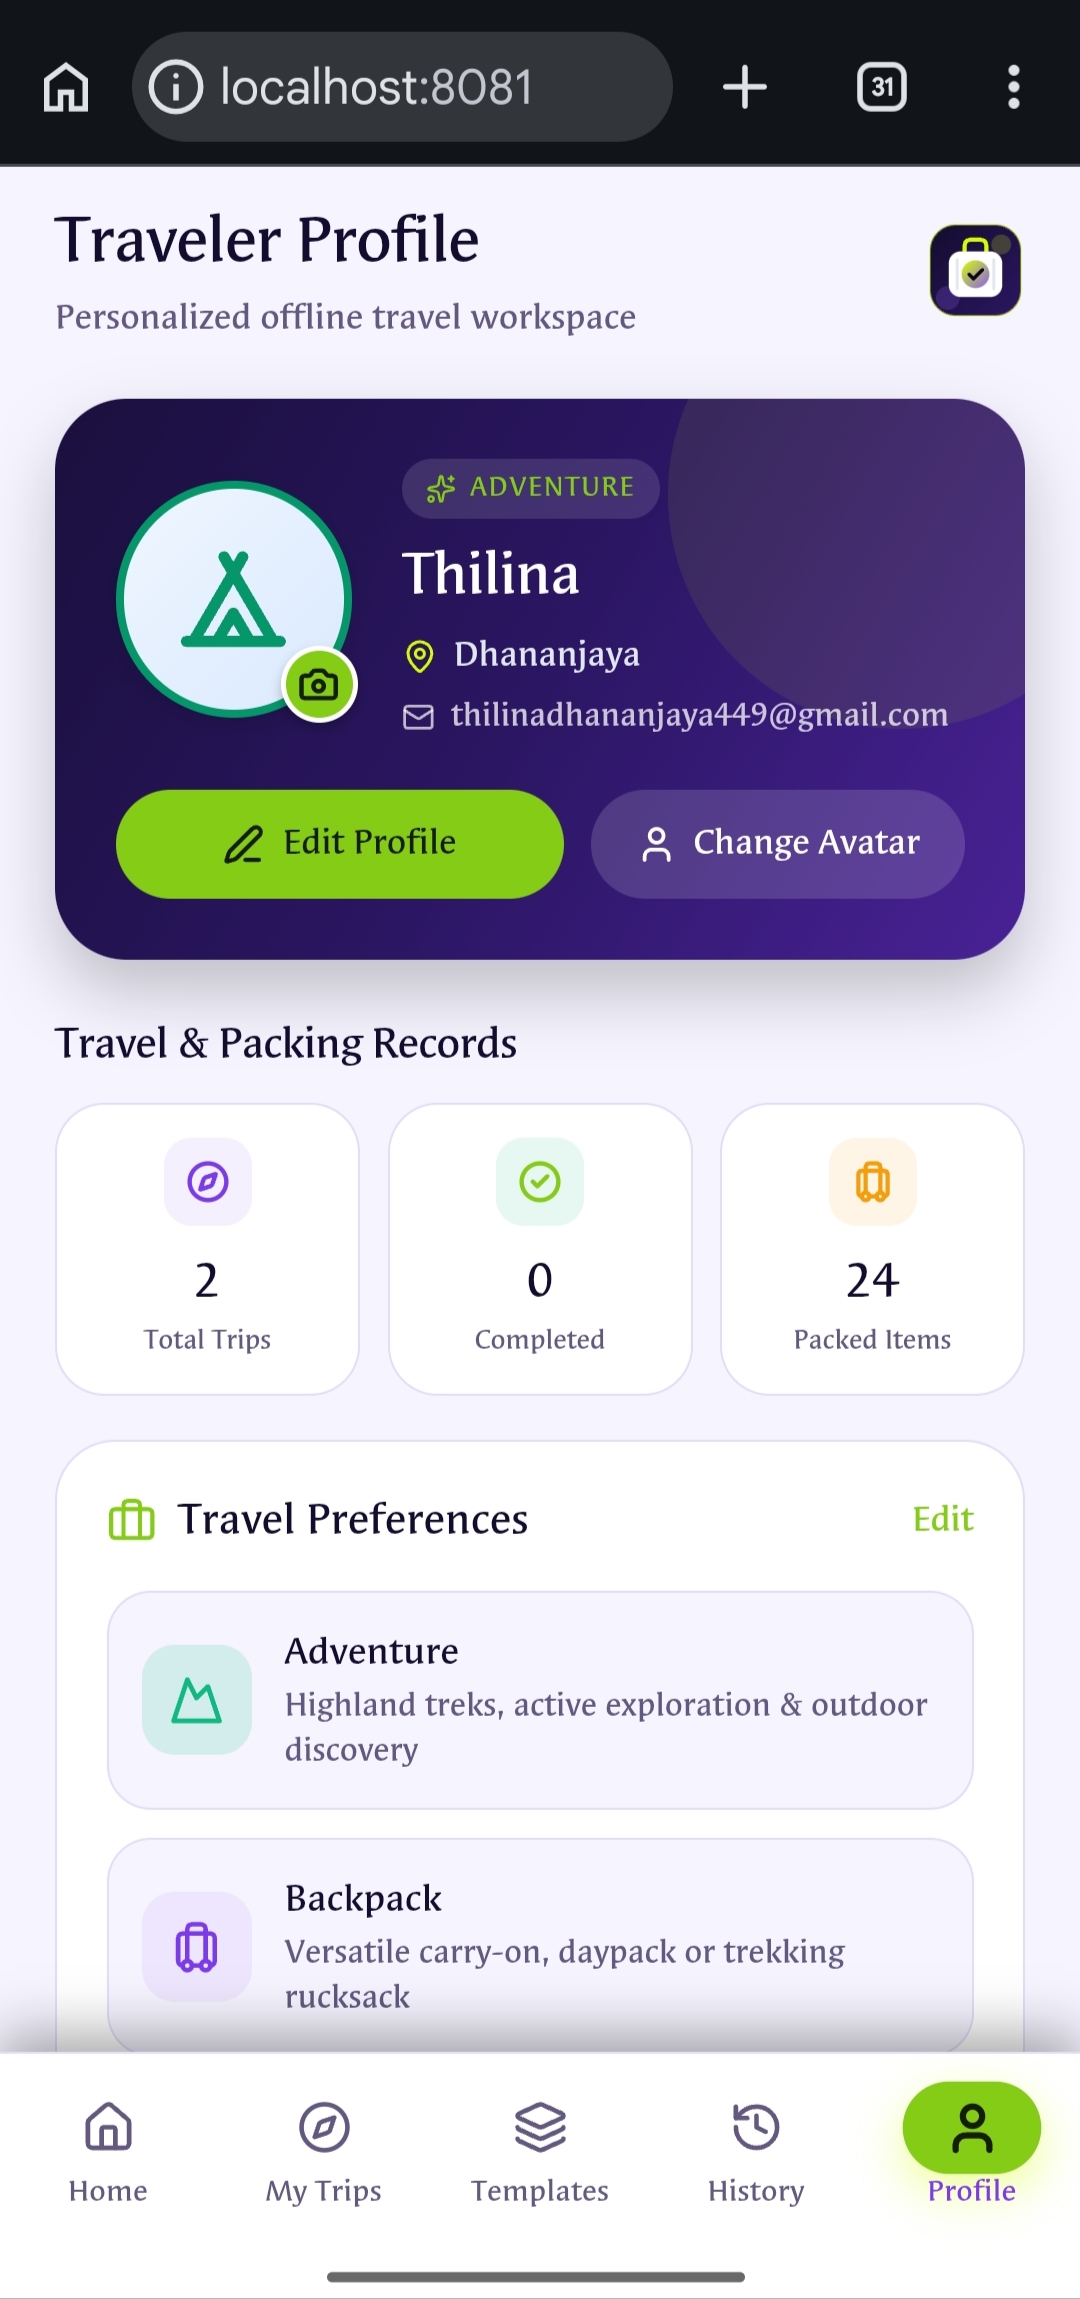 localhost:8081
31
Traveler Profile
Personalized offline travel workspace
ADVENTURE
Thilina
Dhananjaya
thilinadhananjaya449@gmail.com
Edit Profile
Change Avatar
Travel & Packing Records
2
Total Trips
0
Completed
24
Packed Items
Travel Preferences
Edit
Adventure
Highland treks, active exploration & outdoor
discovery
Backpack
Versatile carry-on, daypack or trekking
rucksack
Home
My Trips
Templates
History
Profile